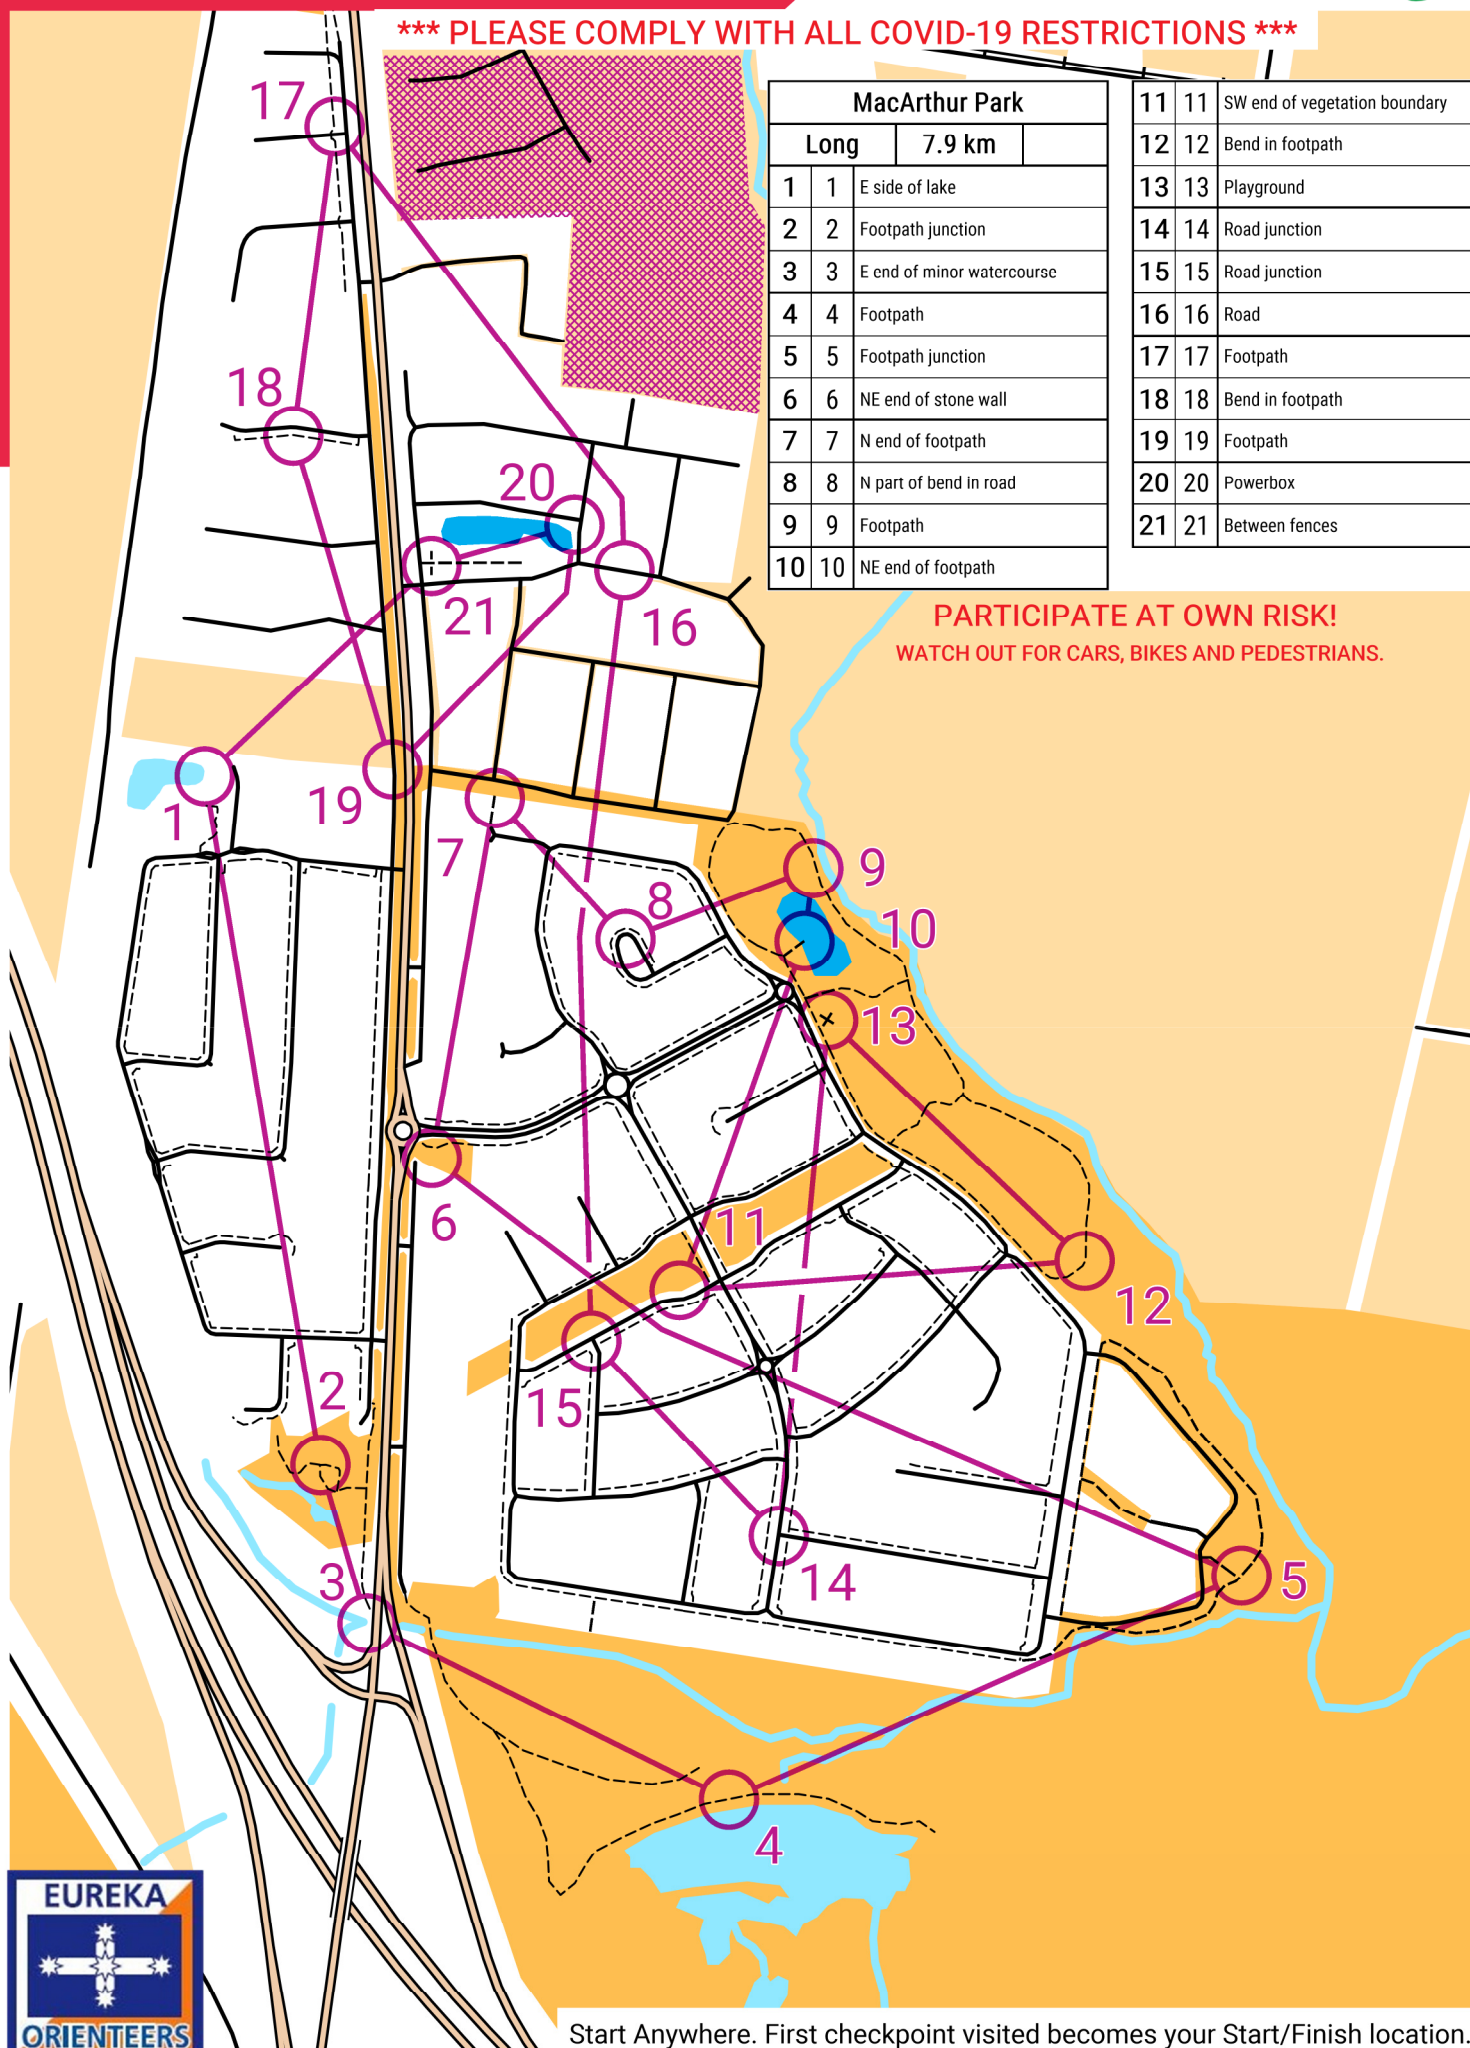 *** PLEASE COMPLY WITH ALL COVID-19 RESTRICTIONS ***
MacArthur Park
Long 7.9 km
1 1 E side of lake
2 2 Footpath junction
3 3 E end of minor watercourse
4 4 Footpath
5 5 Footpath junction
6 6 NE end of stone wall
7 7 N end of footpath
8 8 N part of bend in road
9 9 Footpath
10 10 NE end of footpath
11 11 SW end of vegetation boundary
12 12 Bend in footpath
13 13 Playground
14 14 Road junction
15 15 Road junction
16 16 Road
17 17 Footpath
18 18 Bend in footpath
19 19 Footpath
20 20 Powerbox
21 21 Between fences
PARTICIPATE AT OWN RISK!
WATCH OUT FOR CARS, BIKES AND PEDESTRIANS.
17
18
20
21
16
1
19
7
9
8
10
13
6
11
12
2
15
3
14
5
4
EUREKA
ORIENTEERS
Start Anywhere. First checkpoint visited becomes your Start/Finish location.